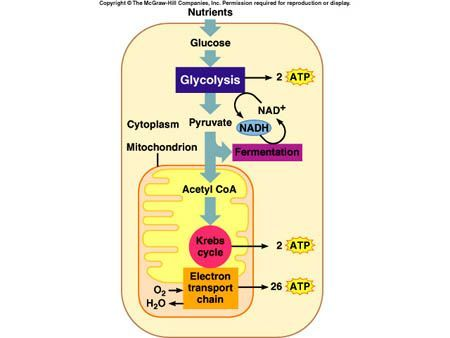 Copyright © The McGraw-Hill Companies, Inc. Permission required for reproduction or display.
Nutrients
Glucose
Glycolysis
2 ATP
NAD+
Cytoplasm
Pyruvate
NADH
Mitochondrion
Fermentation
Acetyl CoA
Krebs
cycle
2 ATP
Electron
transport
chain
O2
H2O
26 ATP